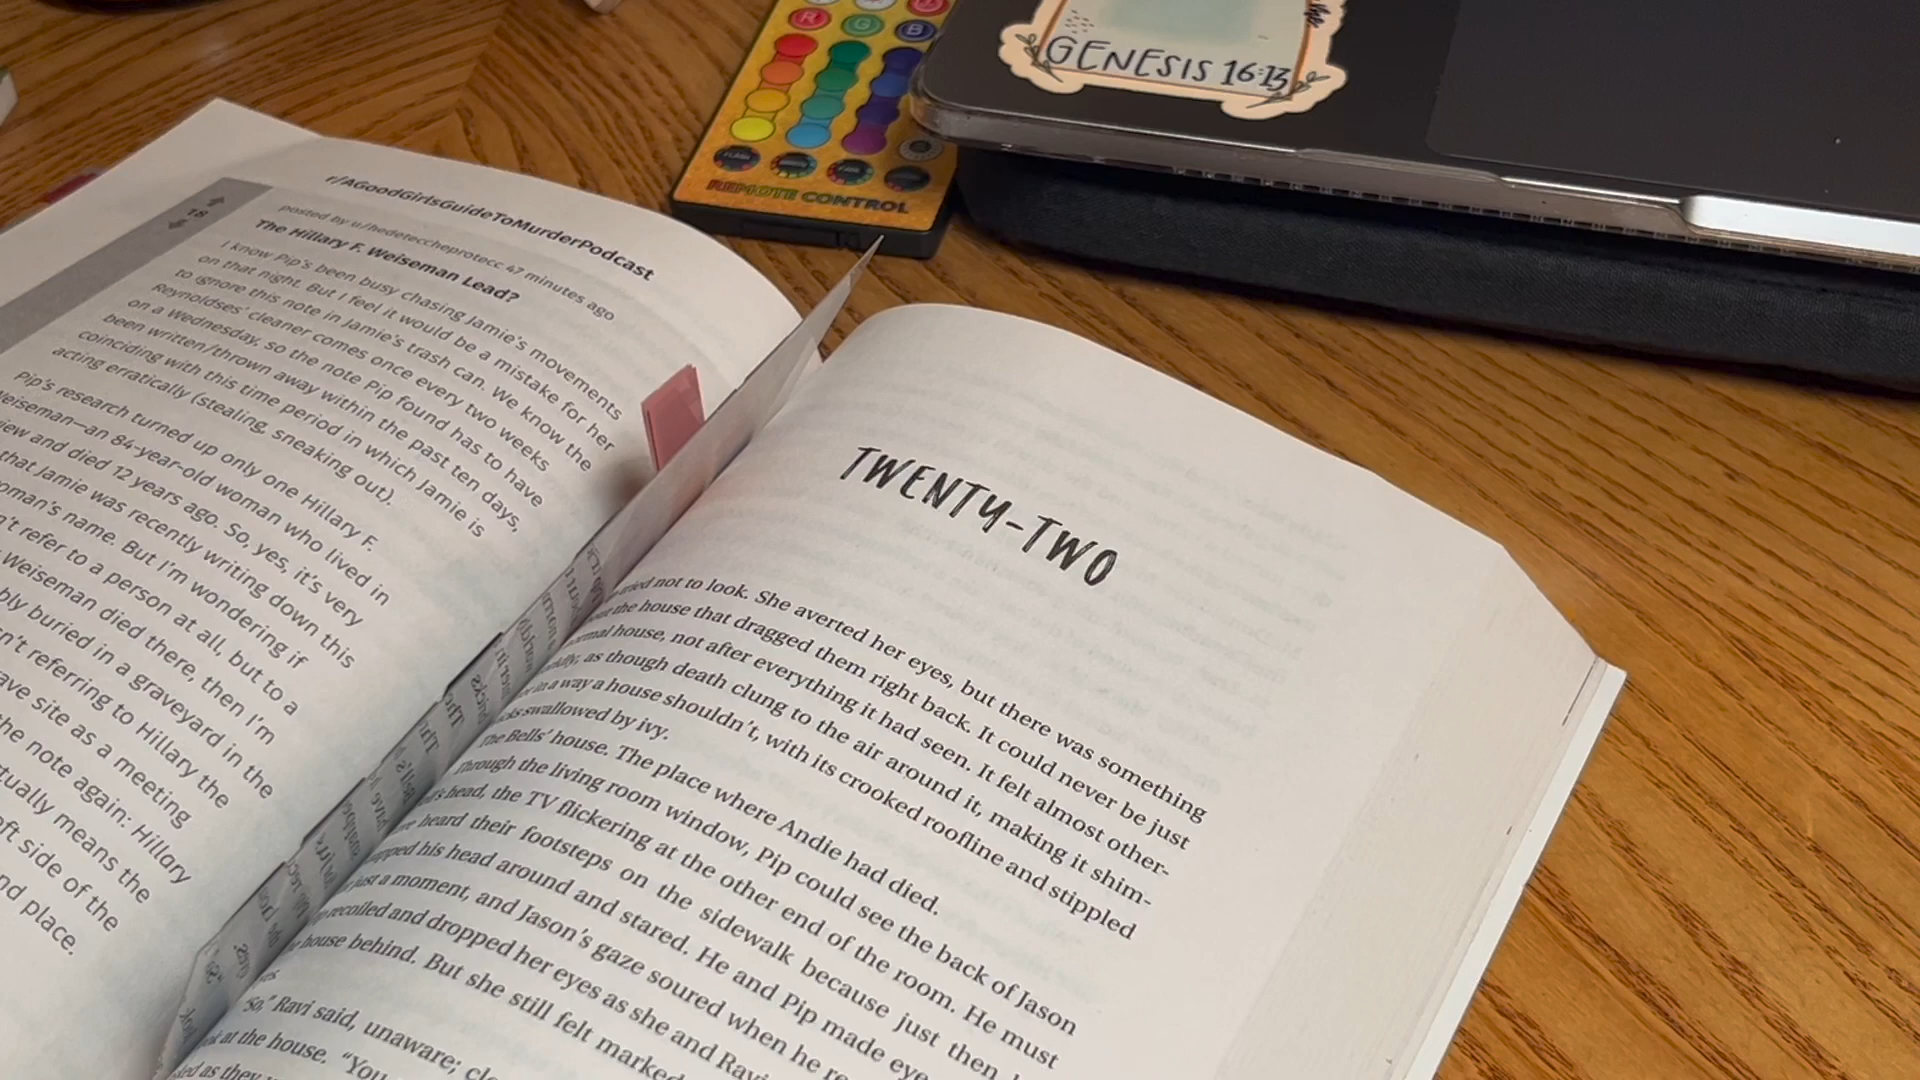 GENESIS 16:13
R G B
REMOTE CONTROL
18
r/AGoodGirlsGuideToMurderPodcast
posted by u/hedeteccheprotecc 47 minutes ago
The Hillary F. Weiseman Lead?
I know Pip's been busy chasing Jamie's movements
on that night. But I feel it would be a mistake for her
to ignore this note in Jamie's trash can. We know the
Reynoldses' cleaner comes once every two weeks
on a Wednesday, so the note Pip found has to have
been written/thrown away within the past ten days,
coinciding with this time period in which Jamie is
acting erratically (stealing, sneaking out).
Pip's research turned up only one Hillary F.
Weiseman—an 84-year-old woman who lived in
and died 12 years ago. So, yes, it's very
that Jamie was recently writing down this
name. But I'm wondering if
refer to a person at all, but to a
Weiseman died there, then I'm
buried in a graveyard in the
referring to Hillary the
site as a meeting
the note again: Hillary
means the
side of the
place.
TWENTY-TWO
tried not to look. She averted her eyes, but there was something
the house that dragged them right back. It could never be just
house, not after everything it had seen. It felt almost other-
as though death clung to the air around it, making it shim-
in a way a house shouldn't, with its crooked roofline and stippled
swallowed by ivy.
The Bells' house. The place where Andie had died.
Through the living room window, Pip could see the back of Jason
head, the TV flickering at the other end of the room. He must
heard their footsteps on the sidewalk because just then
his head around and stared. He and Pip made eye
just a moment, and Jason's gaze soured when he
recoiled and dropped her eyes as she and Ravi
house behind. But she still felt marked
"So," Ravi said, unaware;
at the house. "You
as they